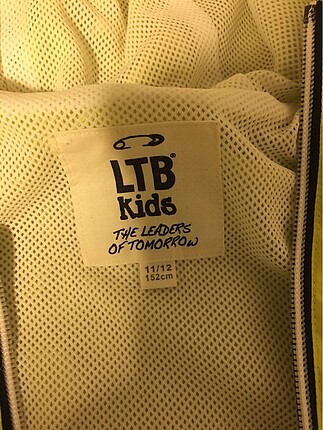 LTB®
Kids
THE LEADERS
OF TOMORROW
11/12
152cm